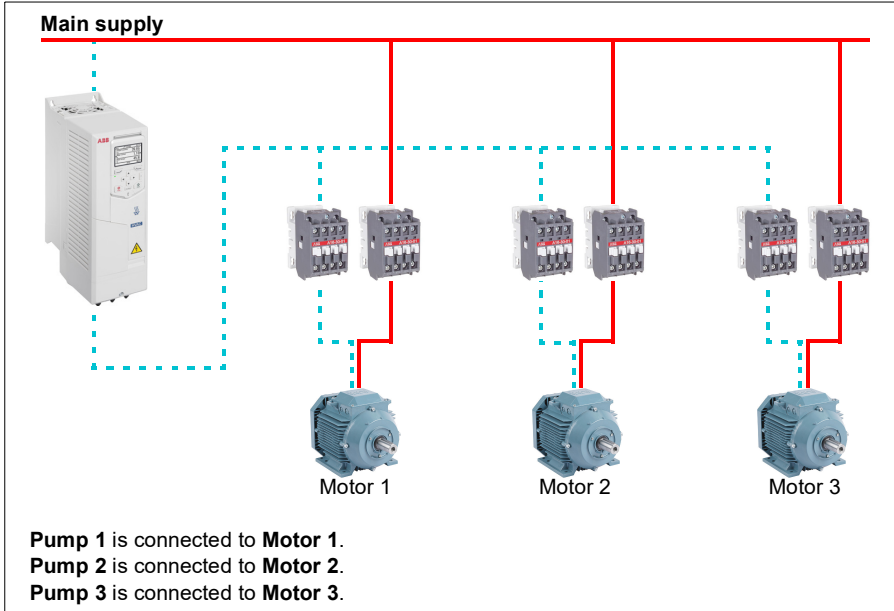 Main supply
ABB
Motor 1
Motor 2
Motor 3
Pump 1 is connected to Motor 1.
Pump 2 is connected to Motor 2.
Pump 3 is connected to Motor 3.